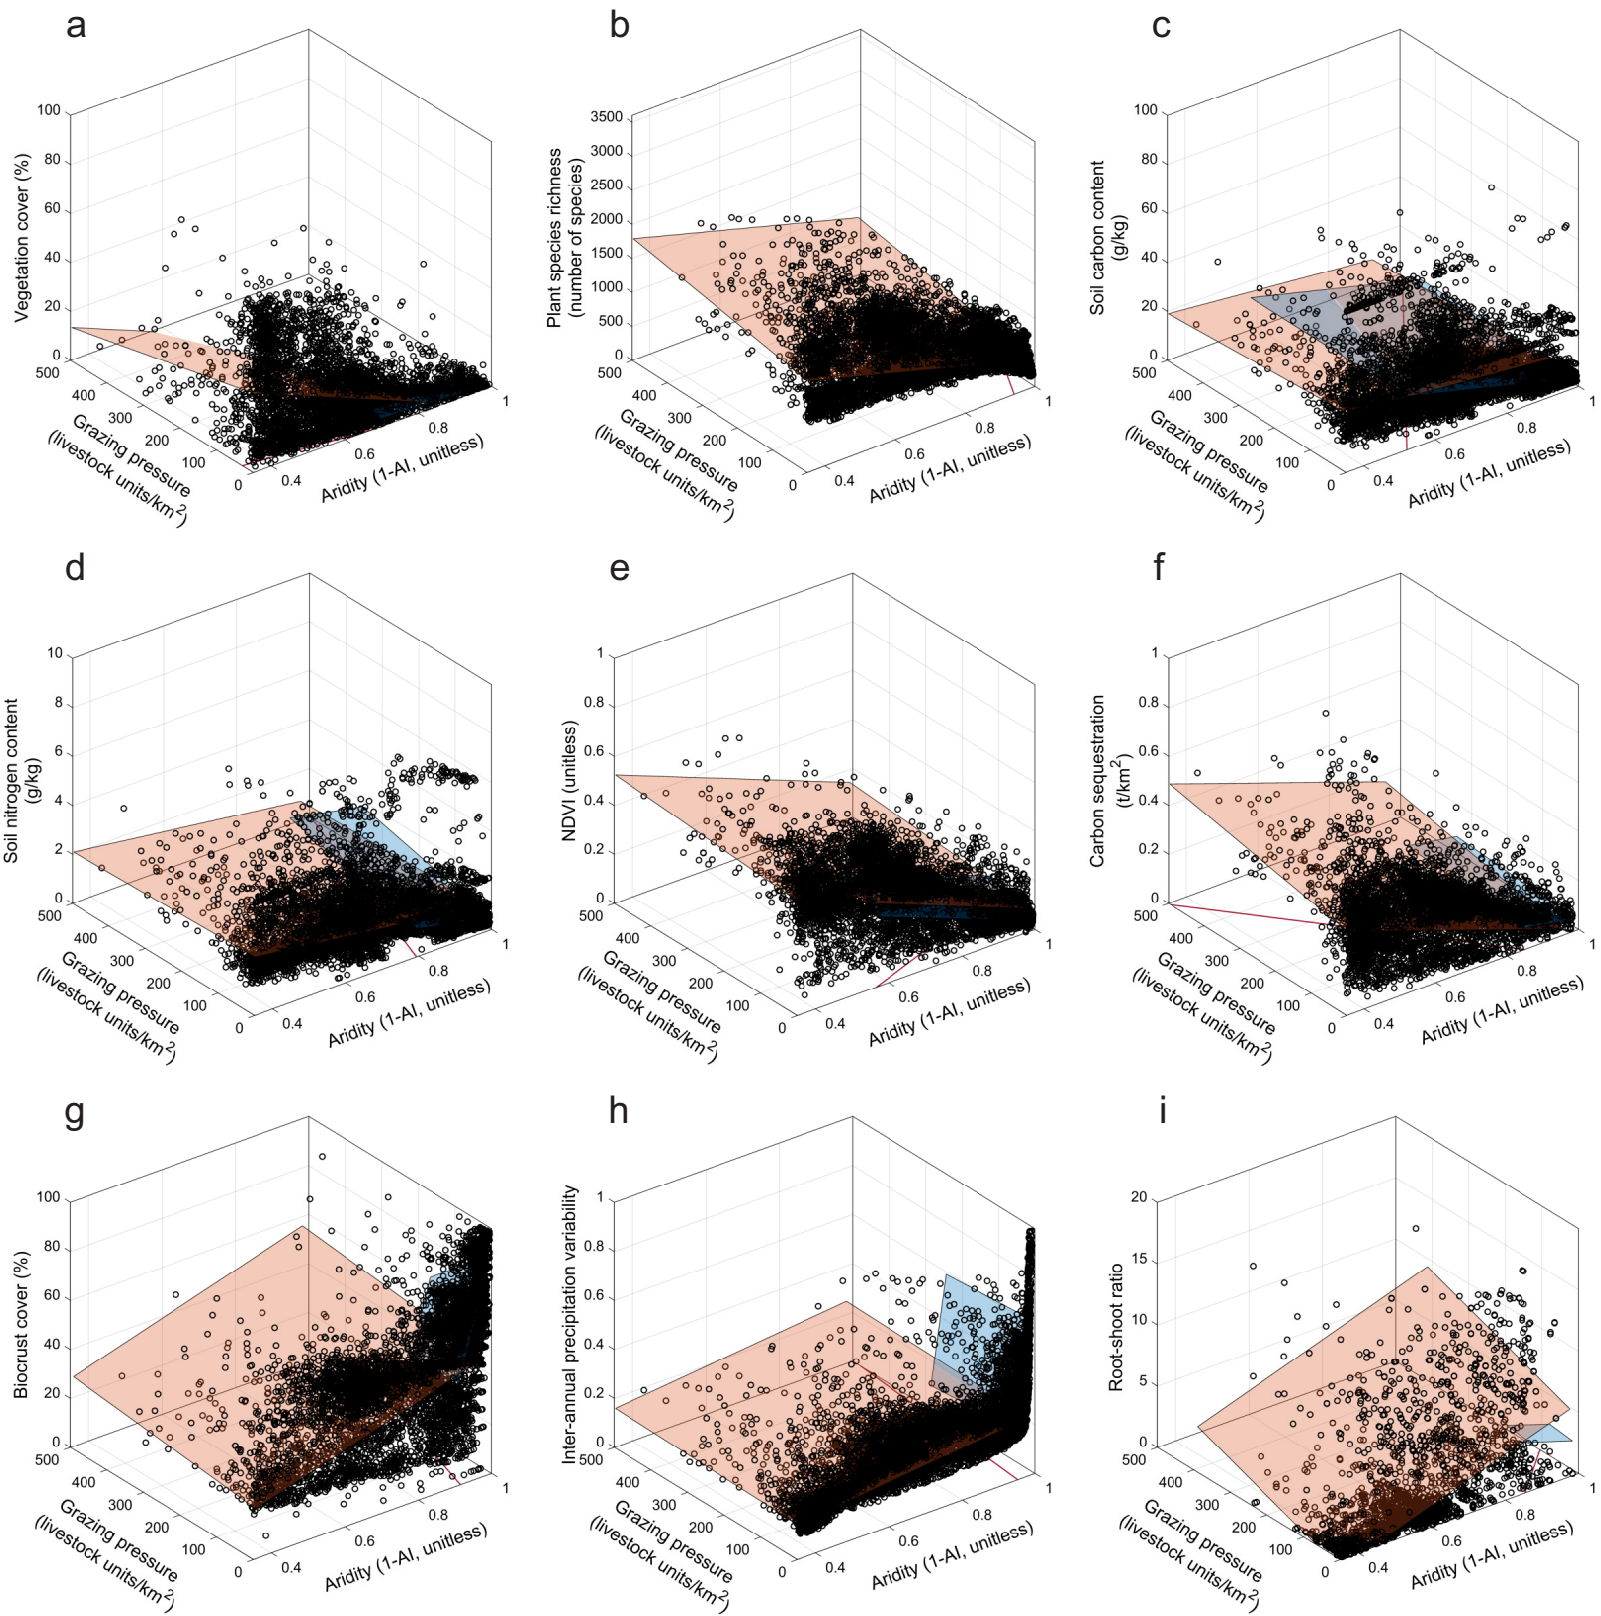 a
Vegetation cover (%)
100
80
60
40
20
0
500
400
300
200
100
0
Grazing pressure
(livestock units/km2)
0.4
0.6
0.8
1
Aridity (1-AI, unitless)
b
Plant species richness
(number of species)
3500
3000
2500
2000
1500
1000
500
0
500
400
300
200
100
0
Grazing pressure
(livestock units/km2)
0.4
0.6
0.8
1
Aridity (1-AI, unitless)
c
Soil carbon content
(g/kg)
100
80
60
40
20
0
500
400
300
200
100
0
Grazing pressure
(livestock units/km2)
0.4
0.6
0.8
1
Aridity (1-AI, unitless)
d
Soil nitrogen content
(g/kg)
10
8
6
4
2
0
500
400
300
200
100
0
Grazing pressure
(livestock units/km2)
0.4
0.6
0.8
1
Aridity (1-AI, unitless)
e
NDVI (unitless)
1
0.8
0.6
0.4
0.2
0
500
400
300
200
100
0
Grazing pressure
(livestock units/km2)
0.4
0.6
0.8
1
Aridity (1-AI, unitless)
f
Carbon sequestration
(t/km2)
1
0.8
0.6
0.4
0.2
0
500
400
300
200
100
0
Grazing pressure
(livestock units/km2)
0.4
0.6
0.8
1
Aridity (1-AI, unitless)
g
Biocrust cover (%)
100
80
60
40
20
0
500
400
300
200
100
0
Grazing pressure
(livestock units/km2)
0.4
0.6
0.8
1
Aridity (1-AI, unitless)
h
Inter-annual precipitation variability
1
0.8
0.6
0.4
0.2
0
500
400
300
200
100
0
Grazing pressure
(livestock units/km2)
0.4
0.6
0.8
1
Aridity (1-AI, unitless)
i
Root-shoot ratio
20
15
10
5
0
500
400
300
200
100
0
Grazing pressure
(livestock units/km2)
0.4
0.6
0.8
1
Aridity (1-AI, unitless)